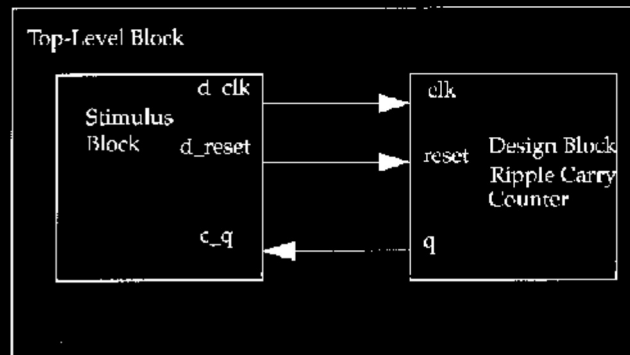 Top-Level Block
d_clk
Stimulus
Block
d_reset
c_q
clk
reset
Design Block
Ripple Carry
Counter
q